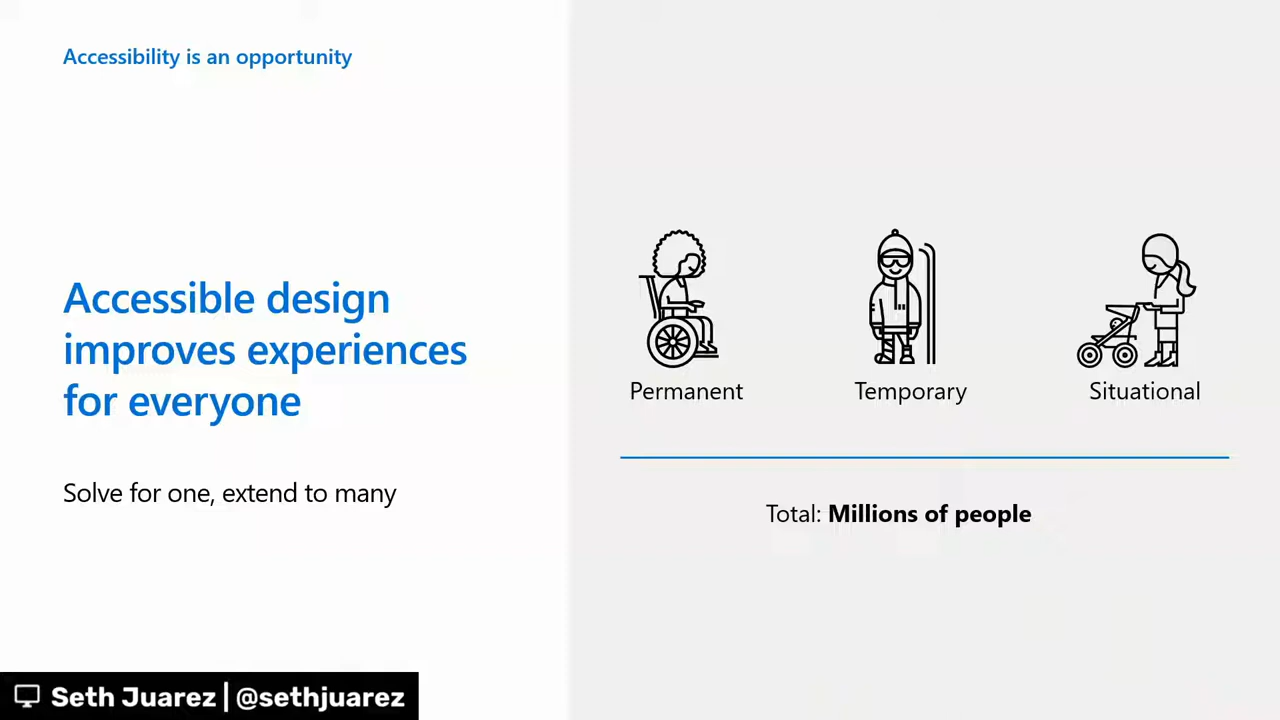 Accessibility is an opportunity
Accessible design
improves experiences
for everyone
Solve for one, extend to many
Permanent
Temporary
Situational
Total: Millions of people
Seth Juarez | @sethjuarez